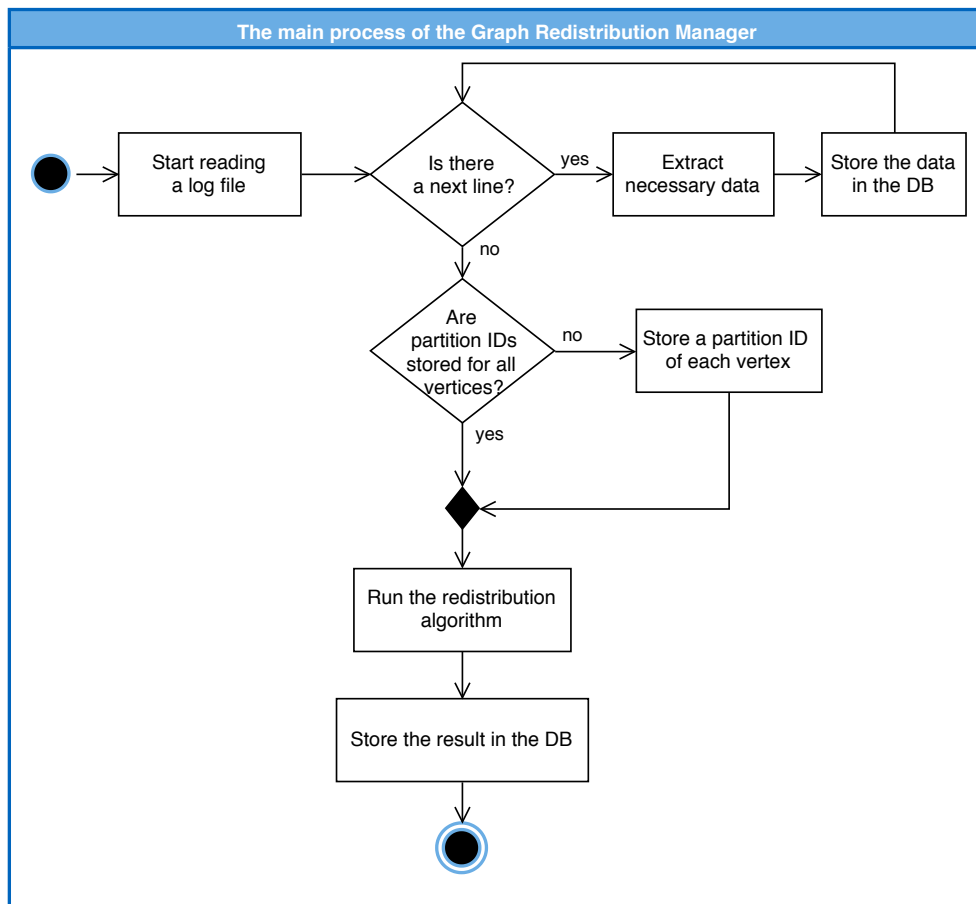 The main process of the Graph Redistribution Manager
Start reading
a log file
Is there
a next line?
yes
Extract
necessary data
Store the data
in the DB
no
Are
partition IDs
stored for all
vertices?
no
Store a partition ID
of each vertex
yes
Run the redistribution
algorithm
Store the result in the DB